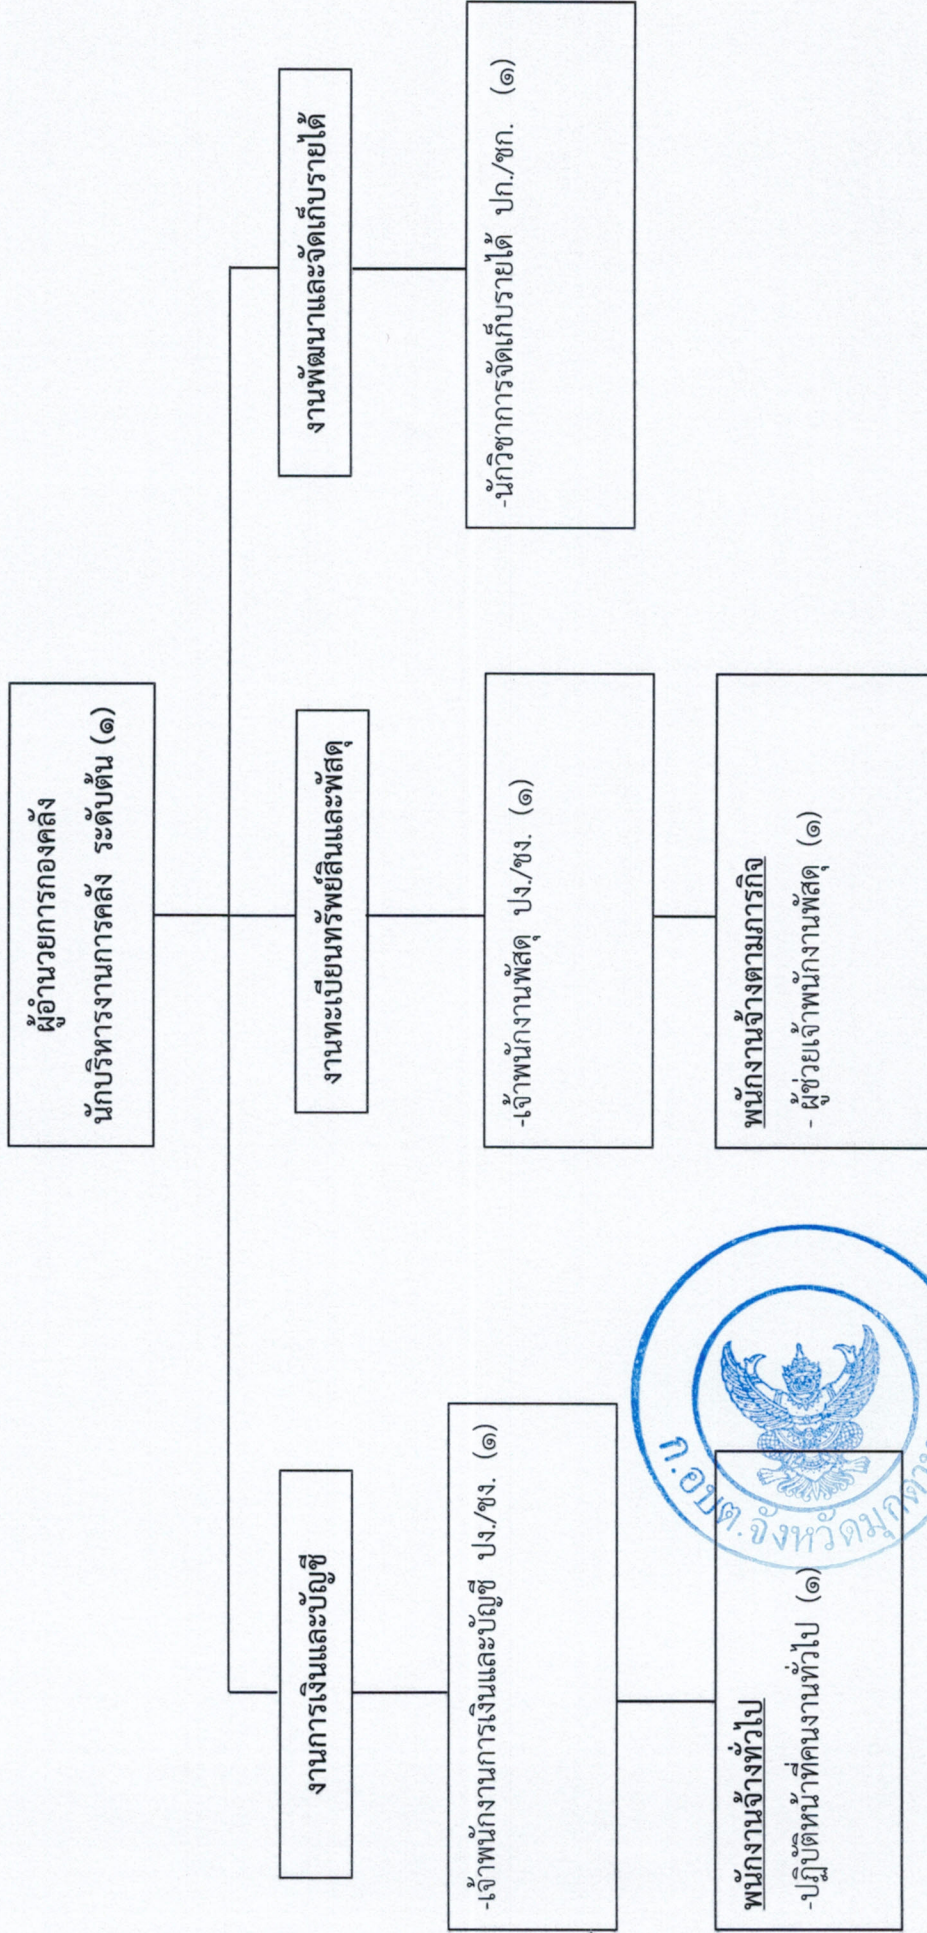 ผู้อำนวยการกองคลัง
นักบริหารงานการคลัง ระดับต้น (๑)
งานการเงินและบัญชี
-เจ้าพนักงานการเงินและบัญชี ปง./ชง. (๑)
พนักงานจ้างทั่วไป
-ปฏิบัติหน้าที่คนงานทั่วไป (๑)
งานทะเบียนทรัพย์สินและพัสดุ
-เจ้าพนักงานพัสดุ ปง./ชง. (๑)
พนักงานจ้างตามภารกิจ
- ผู้ช่วยเจ้าพนักงานพัสดุ (๑)
งานพัฒนาและจัดเก็บรายได้
-นักวิชาการจัดเก็บรายได้ ปก./ชก. (๑)
ก.อบต.จังหวัด